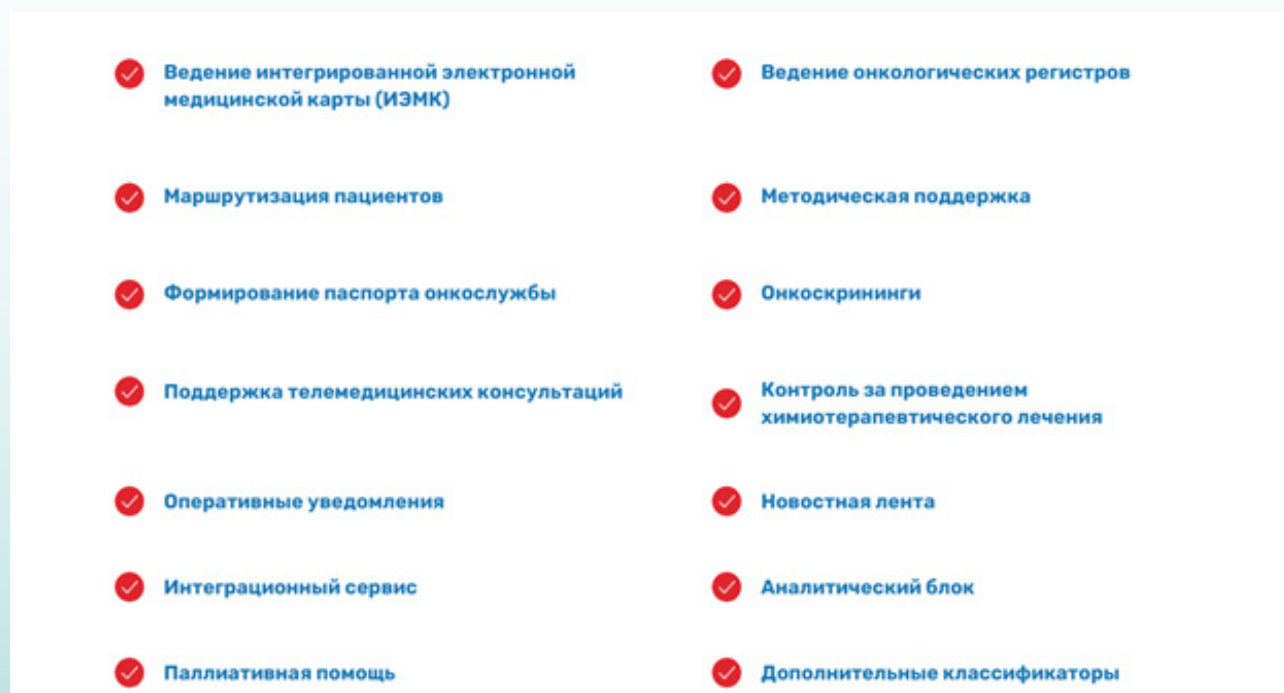 Ведение интегрированной электронной
медицинской карты (ИЭМК)
Ведение онкологических регистров
Маршрутизация пациентов
Методическая поддержка
Формирование паспорта онкослужбы
Онкоскрининги
Поддержка телемедицинских консультаций
Контроль за проведением
химиотерапевтического лечения
Оперативные уведомления
Новостная лента
Интеграционный сервис
Аналитический блок
Паллиативная помощь
Дополнительные классификаторы